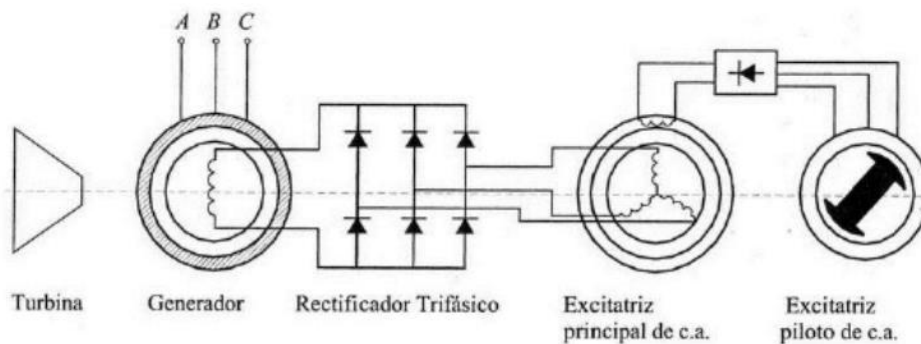 A B C
Turbina
Generador
Rectificador Trifásico
Excitatriz
principal de c.a.
Excitatriz
piloto de c.a.